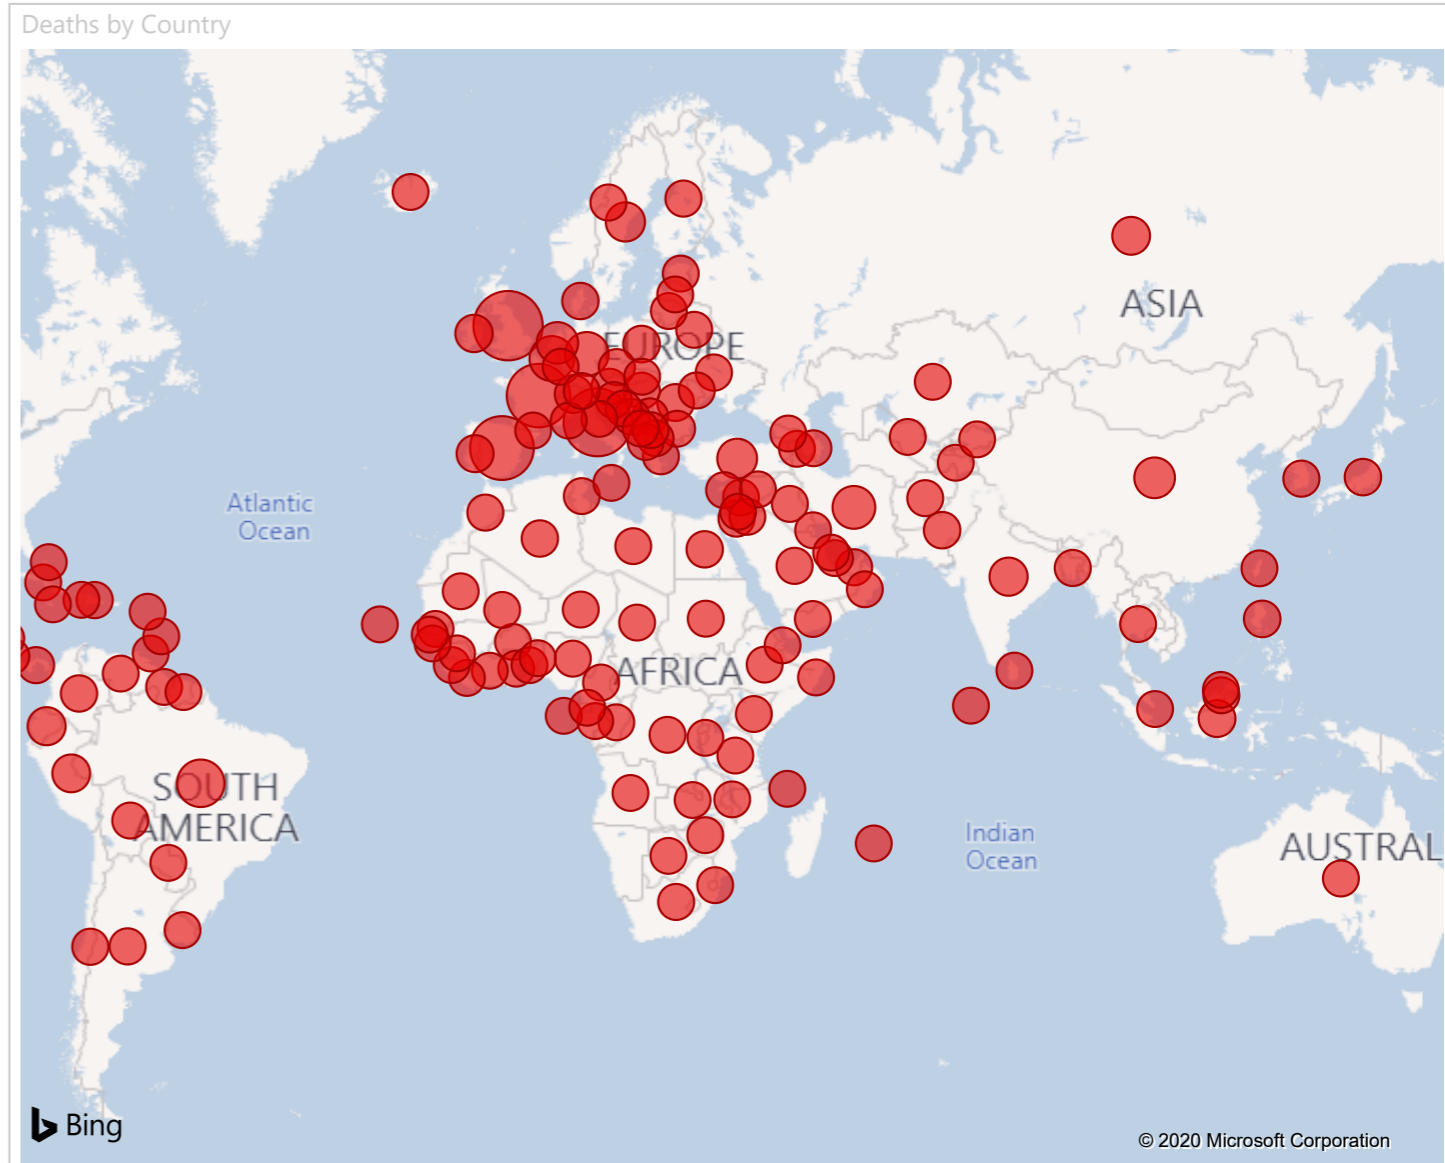 Deaths by Country
ASIA
EUROPE
Atlantic
Ocean
AFRICA
SOUTH
AMERICA
Indian
Ocean
AUSTRAL
Bing
© 2020 Microsoft Corporation